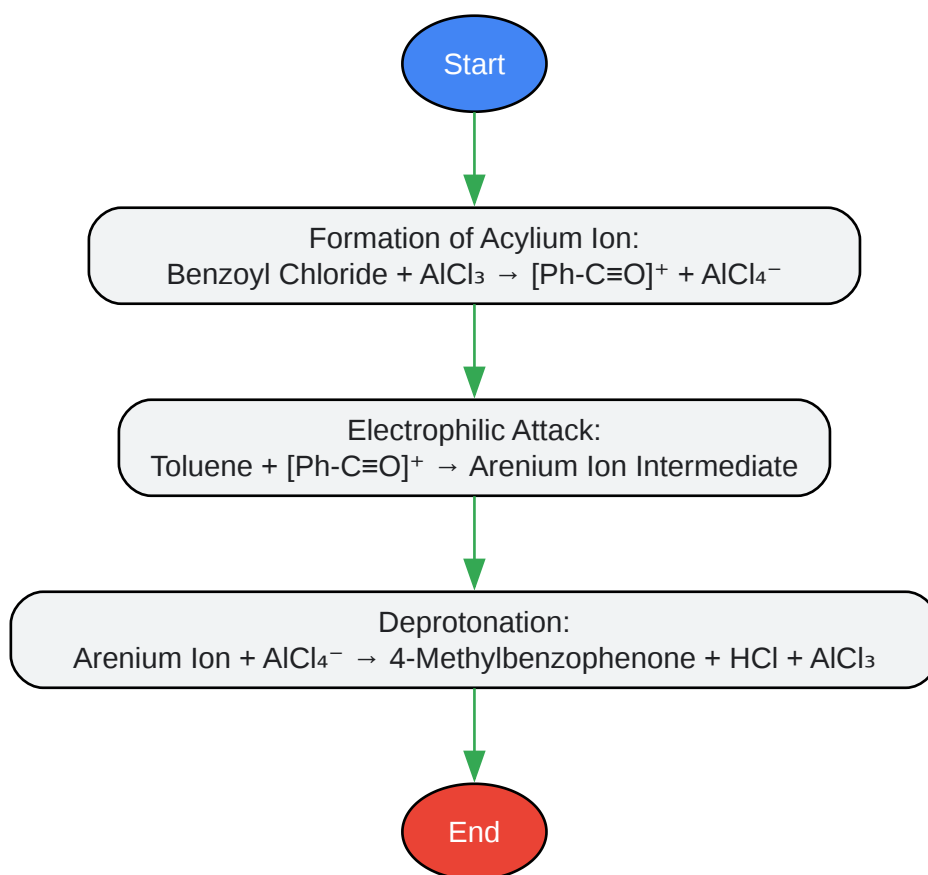 Start
Formation of Acylium Ion:
Benzoyl Chloride + AlCl₃ → [Ph-C≡O]⁺ + AlCl₄⁻
Electrophilic Attack:
Toluene + [Ph-C≡O]⁺ → Arenium Ion Intermediate
Deprotonation:
Arenium Ion + AlCl₄⁻ → 4-Methylbenzophenone + HCl + AlCl₃
End